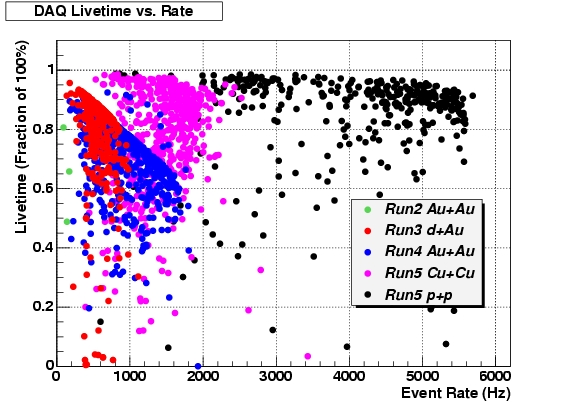 DAQ Livetime vs. Rate
Livetime (Fraction of 100%)
1
0.8
0.6
0.4
0.2
0
Run2 Au+Au
Run3 d+Au
Run4 Au+Au
Run5 Cu+Cu
Run5 p+p
0 1000 2000 3000 4000 5000 6000
Event Rate (Hz)